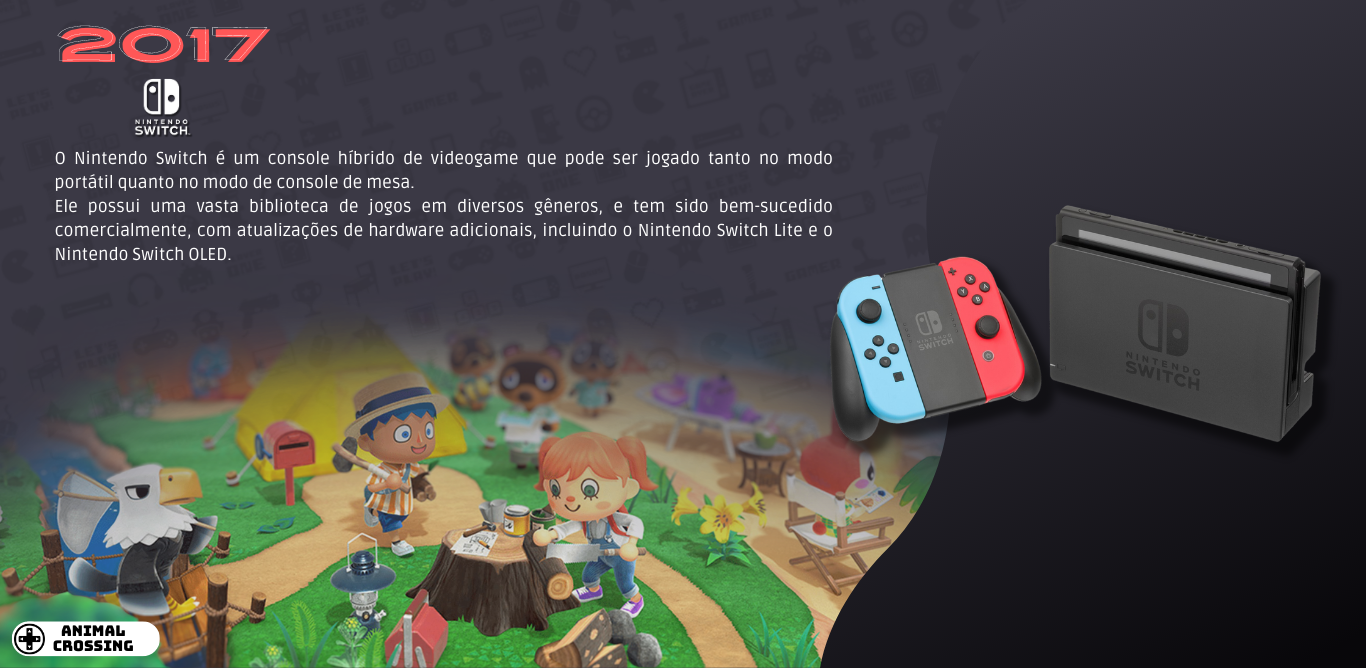 2017
NINTENDO
SWITCH
O Nintendo Switch é um console híbrido de videogame que pode ser jogado tanto no modo
portátil quanto no modo de console de mesa.
Ele possui uma vasta biblioteca de jogos em diversos gêneros, e tem sido bem-sucedido
comercialmente, com atualizações de hardware adicionais, incluindo o Nintendo Switch Lite e o
Nintendo Switch OLED.
X
Y
A
B
NINTENDO
SWITCH
NINTENDO
SWITCH
ANIMAL
CROSSING